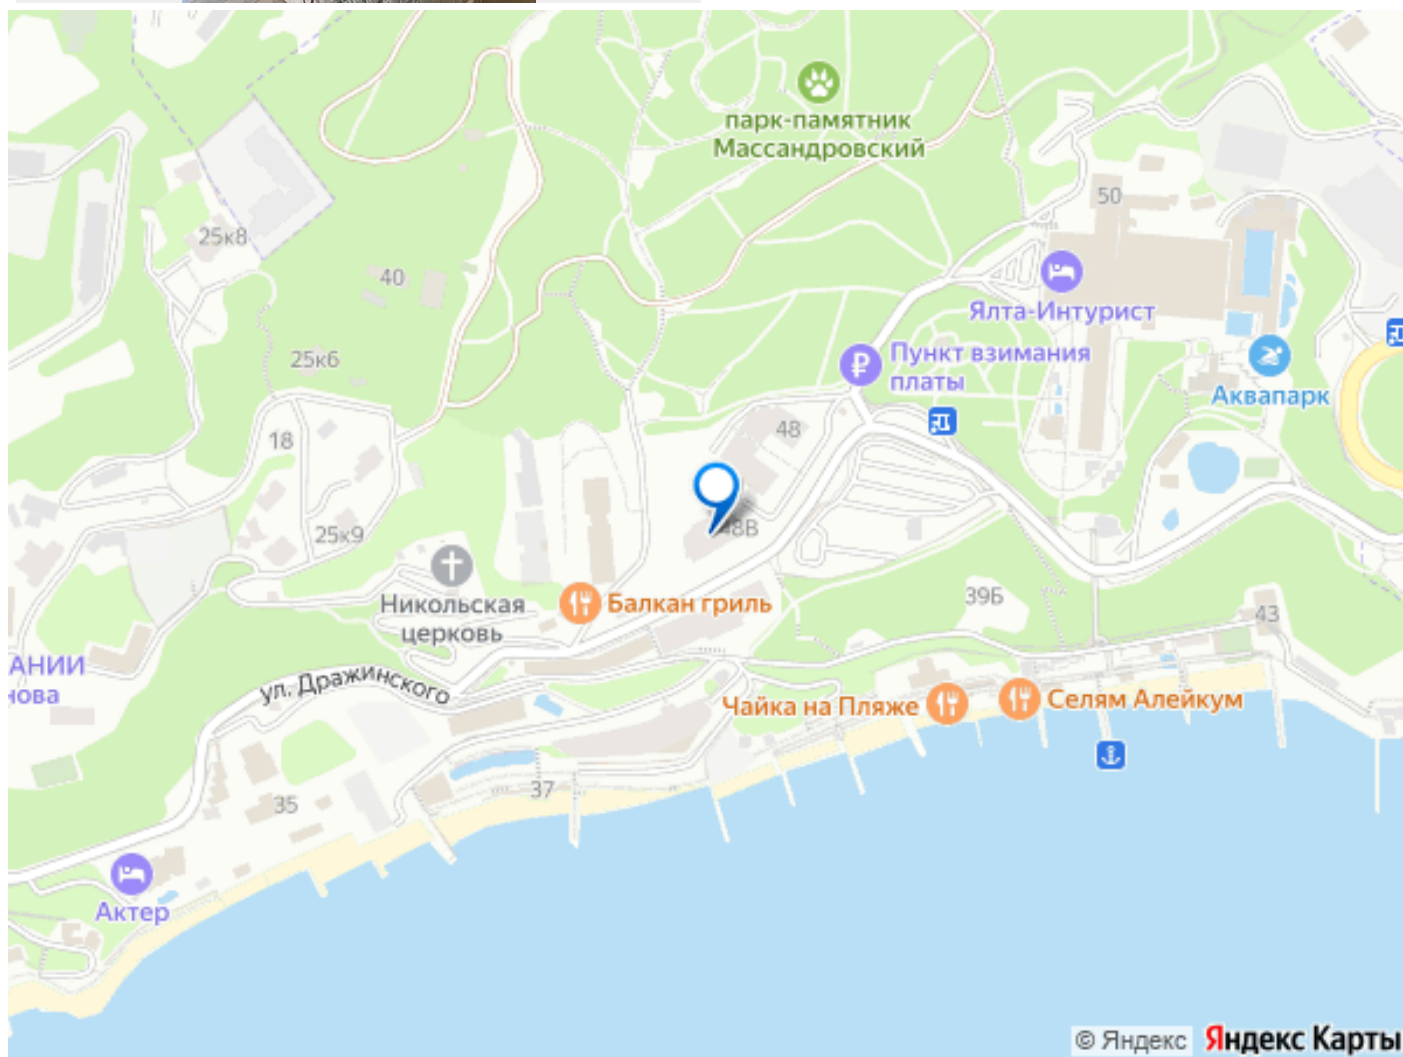 парк-памятник
Массандровский
50
25к8
40
Ялта-Интурист
Пункт взимания
платы
25к6
Аквапарк
48
18
48В
25к9
Никольская
церковь
Балкан гриль
39Б
43
АНИИ
нова
ул. Дражинского
Чайка на Пляже
Селям Алейкум
37
35
Актер
© Яндекс Яндекс Карты